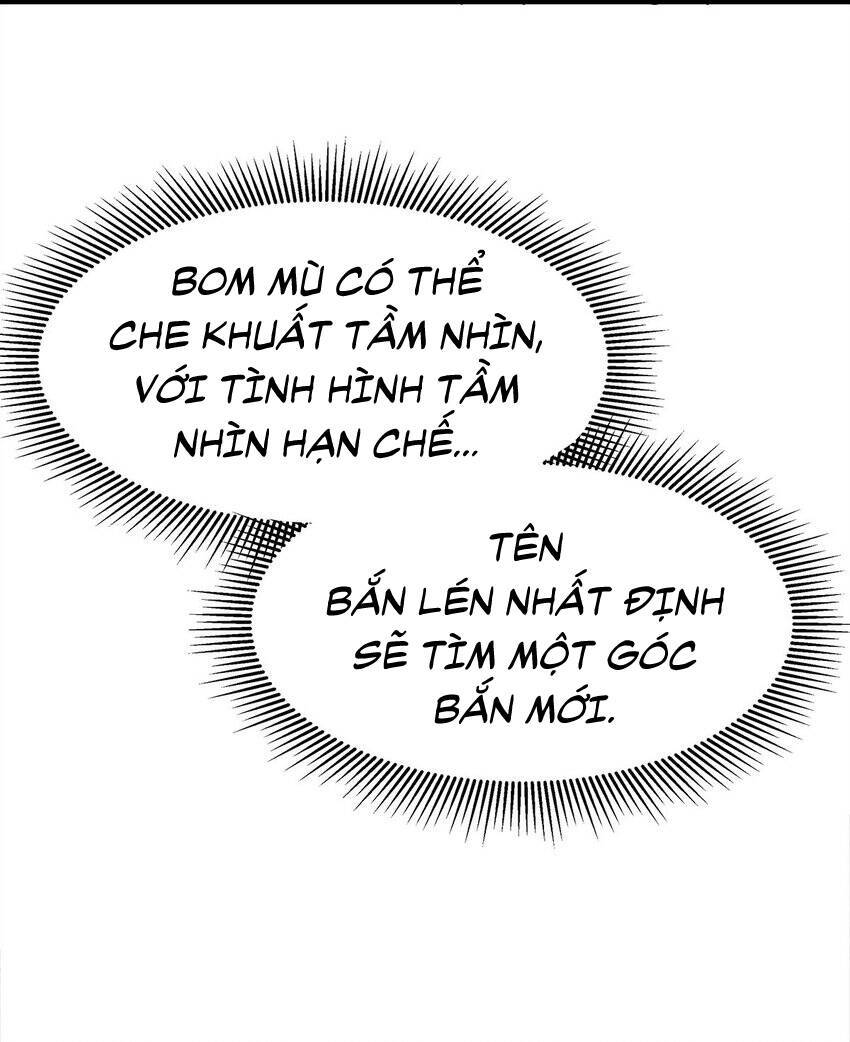 BOM MÙ CÓ THỂ
CHE KHUẤT TẦM NHÌN,
VỚI TÌNH HÌNH TẦM
NHÌN HẠN CHẾ...
TÊN
BẮN LÉN NHẤT ĐỊNH
SẼ TÌM MỘT GÓC
BẮN MỚI.